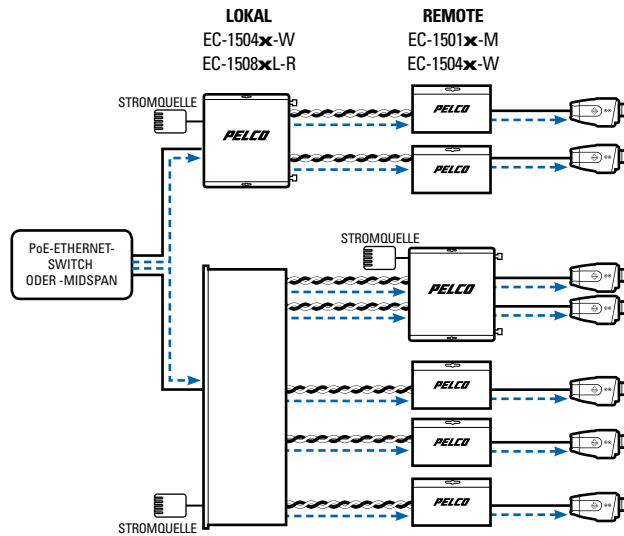 LOKAL
EC-1504x-W
EC-1508xL-R
REMOTE
EC-1501x-M
EC-1504x-W
STROMQUELLE
PELCO
PELCO
PELCO
STROMQUELLE
PoE-ETHERNET-
SWITCH
ODER -MIDSPAN
PELCO
PELCO
PELCO
PELCO
STROMQUELLE